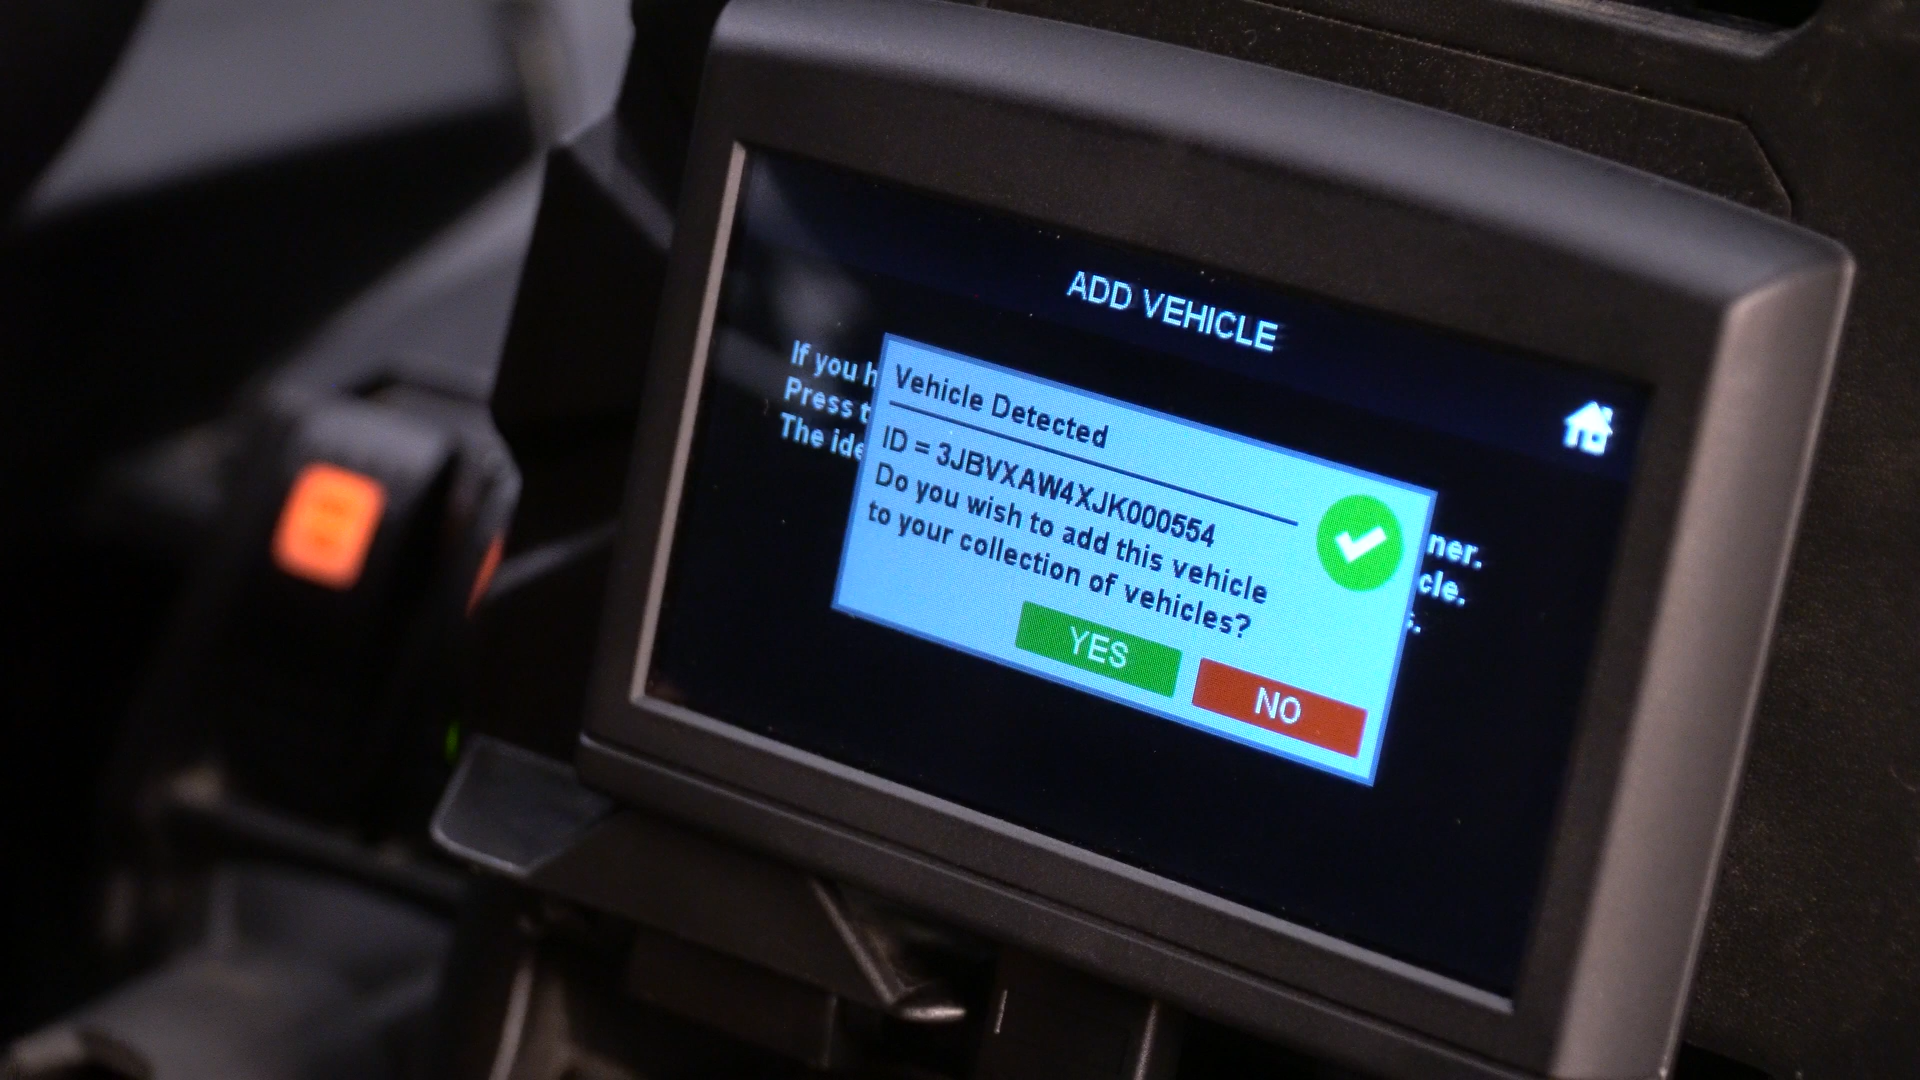 ADD VEHICLE
If you h
Press t
The ide
ner.
cle.
s.
Vehicle Detected
ID = 3JBVXAW4XJK000554
Do you wish to add this vehicle
to your collection of vehicles?
YES
NO